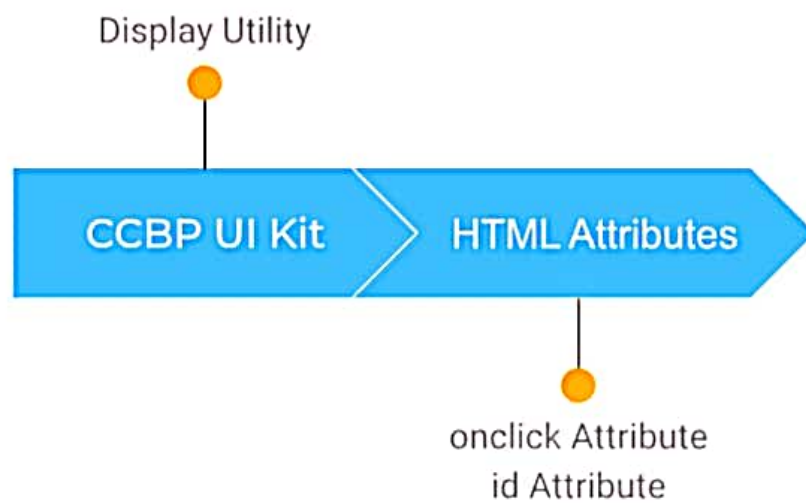 Display Utility
CCBP UI Kit
HTML Attributes
onclick Attribute
id Attribute